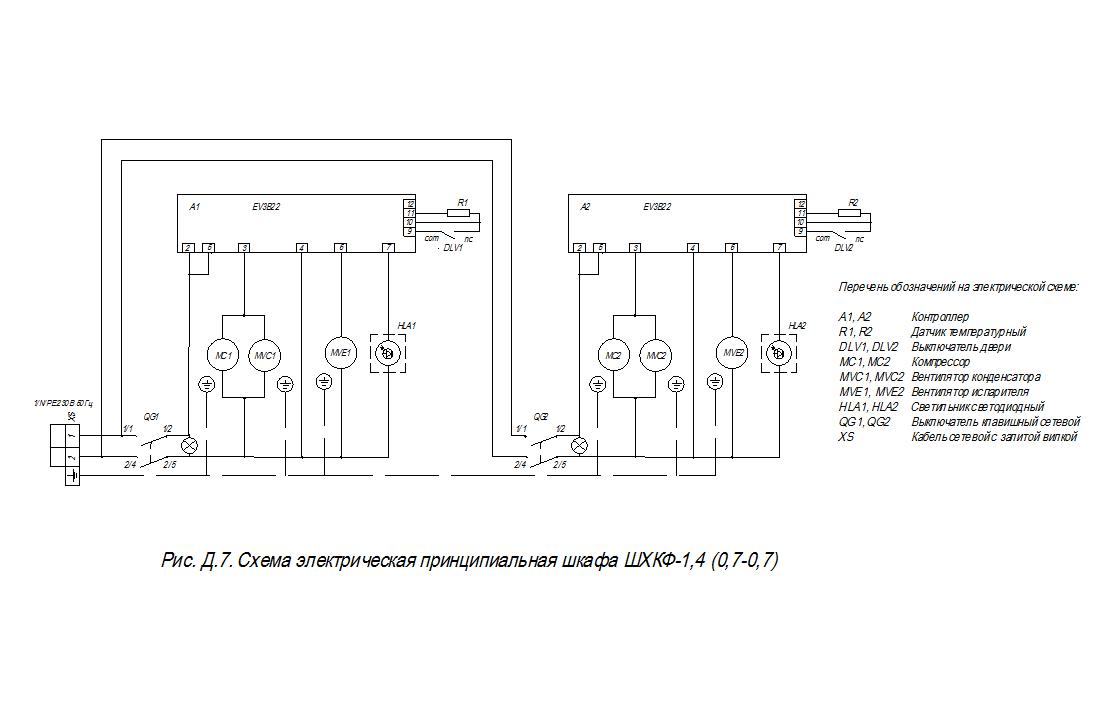 A1 EV3B22
12
11
10
9
R1
com nc
DLV1
2 5 3 4 6 7
A2 EV3B22
12
11
10
9
R2
com nc
DLV2
2 5 3 4 6 7
HLA1
MC1 MVC1 MVE1
HLA2
MC2 MVC2 MVE2
Перечень обозначений на электрической схеме:
A1, A2 Контроллер
R1, R2 Датчик температурный
DLV1, DLV2 Выключатель двери
MC1, MC2 Компрессор
MVC1, MVC2 Вентилятор конденсатора
MVE1, MVE2 Вентилятор испарителя
HLA1, HLA2 Светильник светодиодный
QG1, QG2 Выключатель клавишный сетевой
XS Кабель сетевой с залитой вилкой
1/N/PE230 В 50Гц
XS
1
2
QG1
1/1 1/2
2/4 2/5
QG2
1/1 1/2
2/4 2/5
Рис. Д.7. Схема электрическая принципиальная шкафа ШХКФ-1,4 (0,7-0,7)